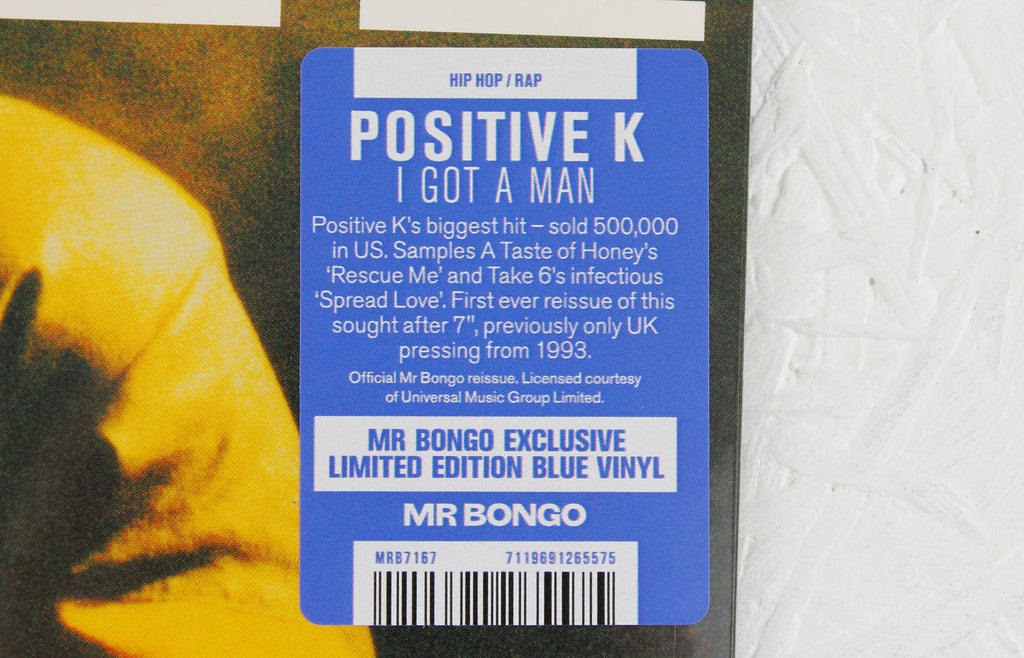 HIP HOP / RAP
POSITIVE K
I GOT A MAN
Positive K's biggest hit – sold 500,000
in US. Samples A Taste of Honey's
‘Rescue Me’ and Take 6's infectious
‘Spread Love’. First ever reissue of this
sought after 7", previously only UK
pressing from 1993.
Official Mr Bongo reissue. Licensed courtesy
of Universal Music Group Limited.
MR BONGO EXCLUSIVE
LIMITED EDITION BLUE VINYL
MR BONGO
MRB7167 7119691265575